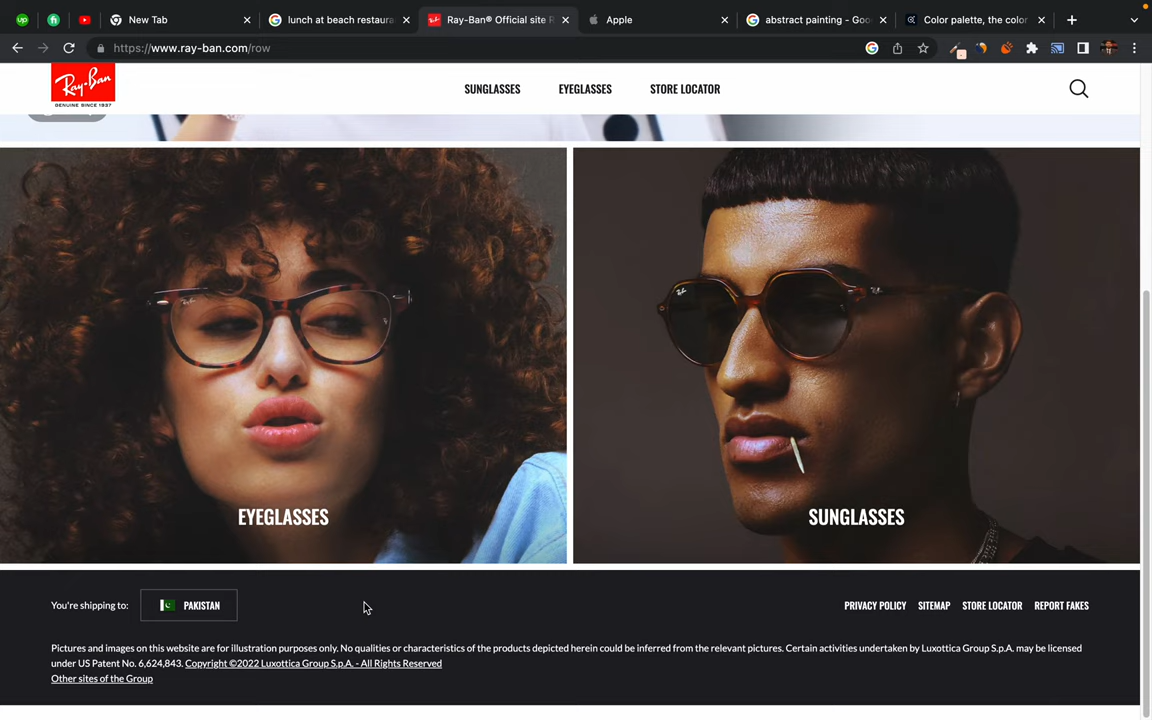 New Tab
lunch at beach restaura
Ray-Ban® Official site R
Apple
abstract painting - Goo
Color palette, the color
https://www.ray-ban.com/row
Ray-Ban
GENUINE SINCE 1937
SUNGLASSES
EYEGLASSES
STORE LOCATOR
EYEGLASSES
SUNGLASSES
You're shipping to:
PAKISTAN
PRIVACY POLICY
SITEMAP
STORE LOCATOR
REPORT FAKES
Pictures and images on this website are for illustration purposes only. No qualities or characteristics of the products depicted herein could be inferred from the relevant pictures. Certain activities undertaken by Luxottica Group S.p.A. may be licensed
under US Patent No. 6,624,843. Copyright ©2022 Luxottica Group S.p.A. - All Rights Reserved
Other sites of the Group